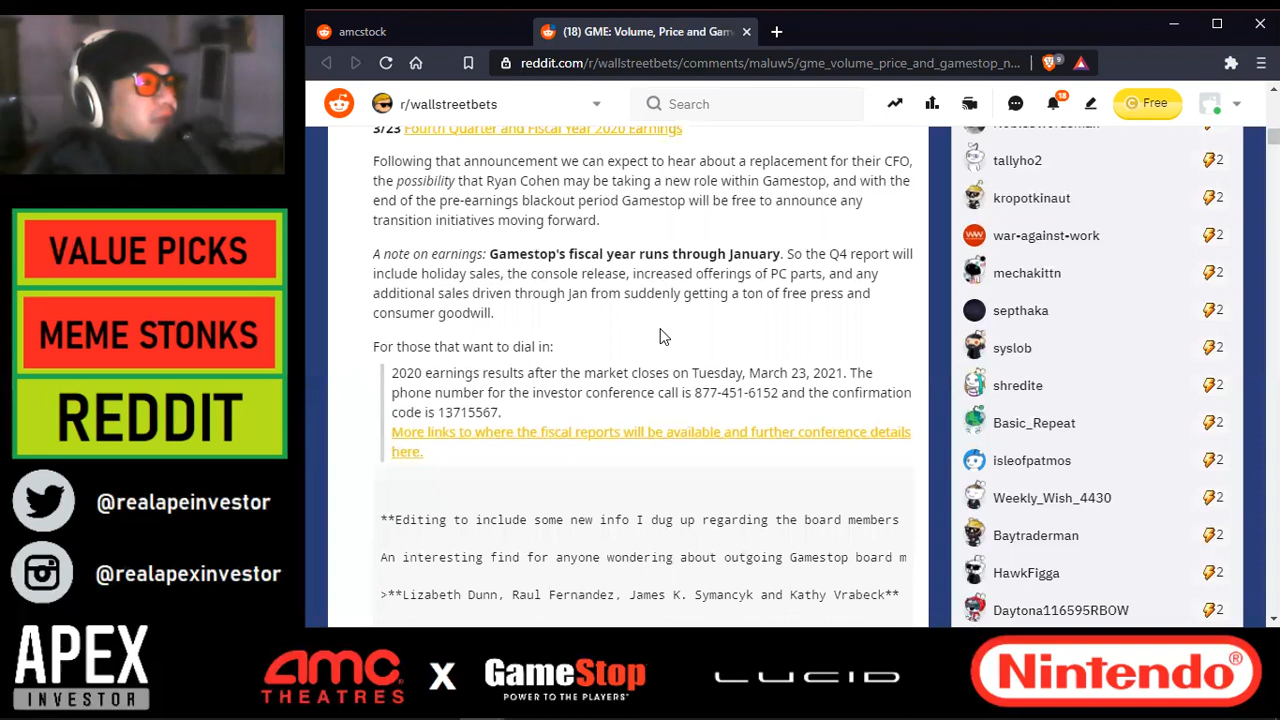 amcstock
(18) GME: Volume, Price and Gam
reddit.com/r/wallstreetbets/comments/maluw5/gme_volume_price_and_gamestop_n...
9
r/wallstreetbets
Search
18
Free
3/23 Fourth Quarter and Fiscal Year 2020 Earnings
Following that announcement we can expect to hear about a replacement for their CFO,
the possibility that Ryan Cohen may be taking a new role within Gamestop, and with the
end of the pre-earnings blackout period Gamestop will be free to announce any
transition initiatives moving forward.
A note on earnings: Gamestop's fiscal year runs through January. So the Q4 report will
include holiday sales, the console release, increased offerings of PC parts, and any
additional sales driven through Jan from suddenly getting a ton of free press and
consumer goodwill.
For those that want to dial in:
2020 earnings results after the market closes on Tuesday, March 23, 2021. The
phone number for the investor conference call is 877-451-6152 and the confirmation
code is 13715567.
More links to where the fiscal reports will be available and further conference details
here.
**Editing to include some new info I dug up regarding the board members
An interesting find for anyone wondering about outgoing Gamestop board m
>**Lizabeth Dunn, Raul Fernandez, James K. Symancyk and Kathy Vrabeck**
tallyho2
2
kropotkinaut
2
war-against-work
2
mechakittn
2
septhaka
2
syslob
2
shredite
2
Basic_Repeat
2
isleofpatmos
2
Weekly_Wish_4430
2
Baytraderman
2
HawkFigga
2
Daytona116595RBOW
2
VALUE PICKS
MEME STONKS
REDDIT
@realapeinvestor
@realapexinvestor
APEX
INVESTOR
amc
THEATRES
X
GameStop
POWER TO THE PLAYERS
LUCID
Nintendo®